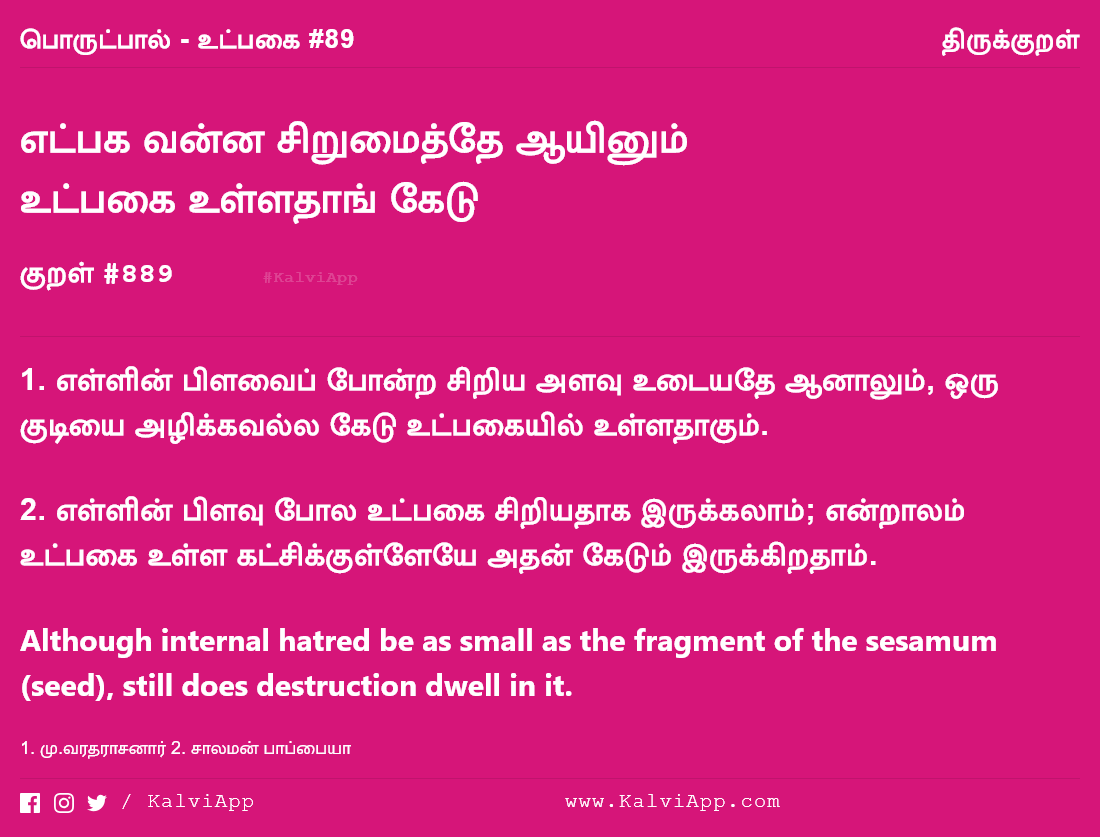 பொருட்பால் - உட்பகை #89 திருக்குறள்
எட்பக வன்ன சிறுமைத்தே ஆயினும்
உட்பகை உள்ளதாங் கேடு
குறள் #889 #KalviApp
1. எள்ளின் பிளவைப் போன்ற சிறிய அளவு உடையதே ஆனாலும், ஒரு
குடியை அழிக்கவல்ல கேடு உட்பகையில் உள்ளதாகும்.
2. எள்ளின் பிளவு போல உட்பகை சிறியதாக இருக்கலாம்; என்றாலம்
உட்பகை உள்ள கட்சிக்குள்ளேயே அதன் கேடும் இருக்கிறதாம்.
Although internal hatred be as small as the fragment of the sesamum
(seed), still does destruction dwell in it.
1. மு.வரதராசனார் 2. சாலமன் பாப்பையா
/ KalviApp www.KalviApp.com